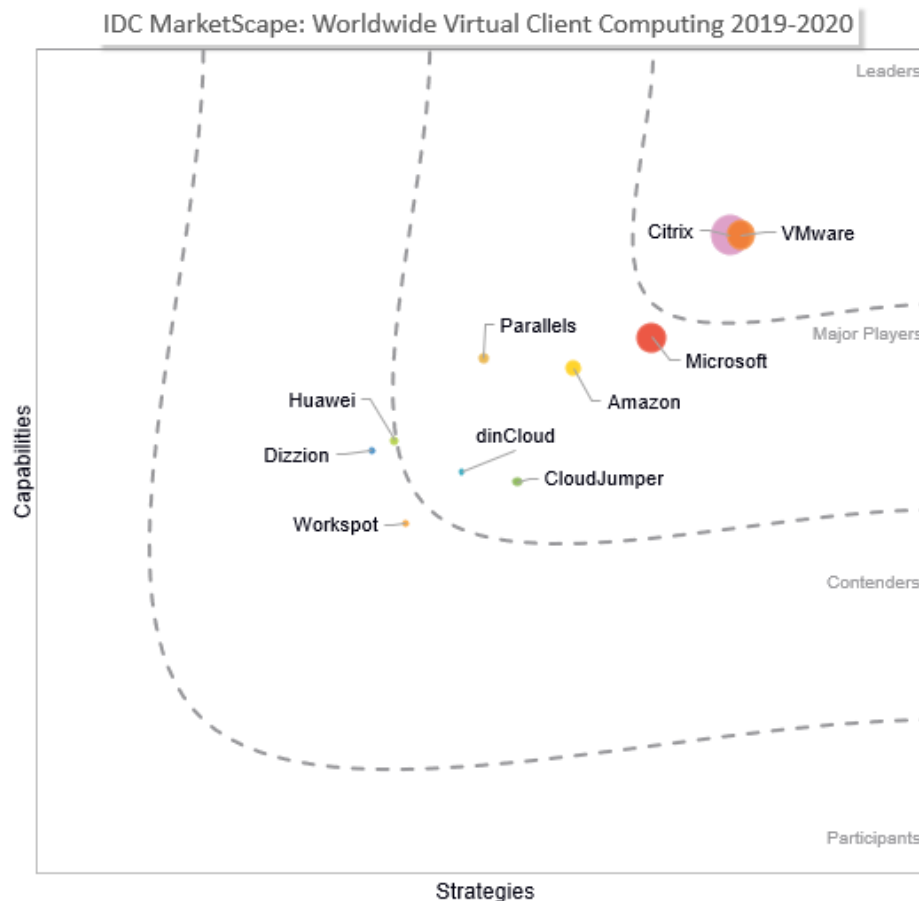 IDC MarketScape: Worldwide Virtual Client Computing 2019-2020
Leaders
Citrix
VMware
Major Players
Parallels
Microsoft
Amazon
Huawei
dinCloud
Dizzion
CloudJumper
Capabilities
Workspot
Contenders
Participants
Strategies